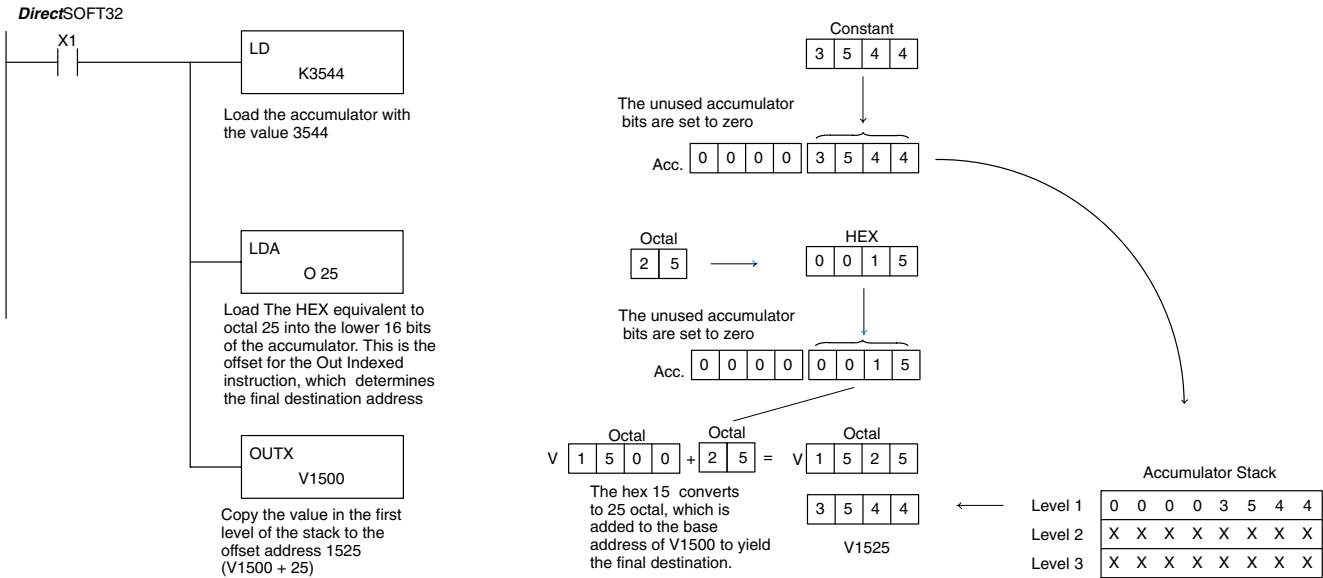 DirectSOFT32
X1
LD
K3544
Load the accumulator with
the value 3544
LDA
O 25
Load The HEX equivalent to
octal 25 into the lower 16 bits
of the accumulator. This is the
offset for the Out Indexed
instruction, which determines
the final destination address
OUTX
V1500
Copy the value in the first
level of the stack to the
offset address 1525
(V1500 + 25)
Constant
3 5 4 4
The unused accumulator
bits are set to zero
Acc. 0 0 0 0 3 5 4 4
Octal HEX
2 5 0 0 1 5
The unused accumulator
bits are set to zero
Acc. 0 0 0 0 0 0 1 5
Octal Octal Octal
V 1 5 0 0 + 2 5 = V 1 5 2 5
The hex 15 converts
to 25 octal, which is
added to the base
address of V1500 to yield
the final destination.
3 5 4 4
V1525
Accumulator Stack
Level 1 0 0 0 0 3 5 4 4
Level 2 X X X X X X X X
Level 3 X X X X X X X X